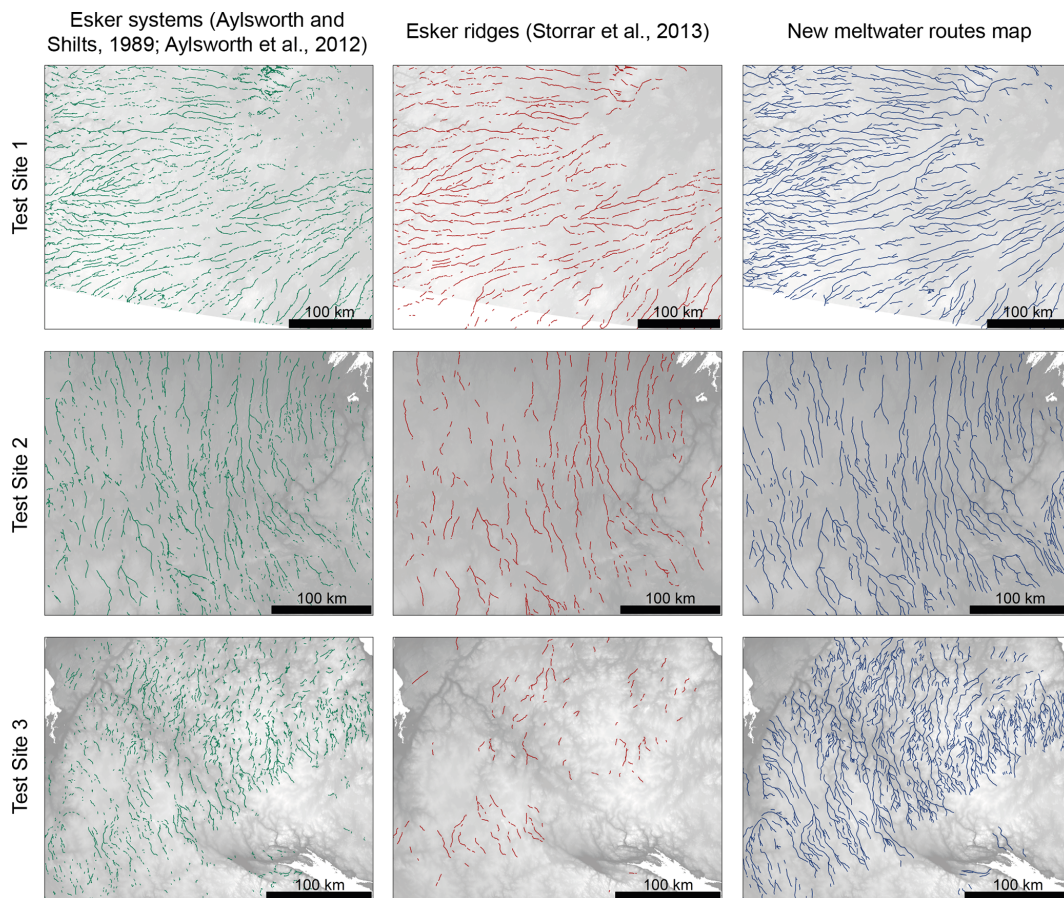 Esker systems (Aylsworth and
Shilts, 1989; Aylsworth et al., 2012)
Esker ridges (Storrar et al., 2013)
New meltwater routes map
Test Site 1
100 km
100 km
100 km
Test Site 2
100 km
100 km
100 km
Test Site 3
100 km
100 km
100 km